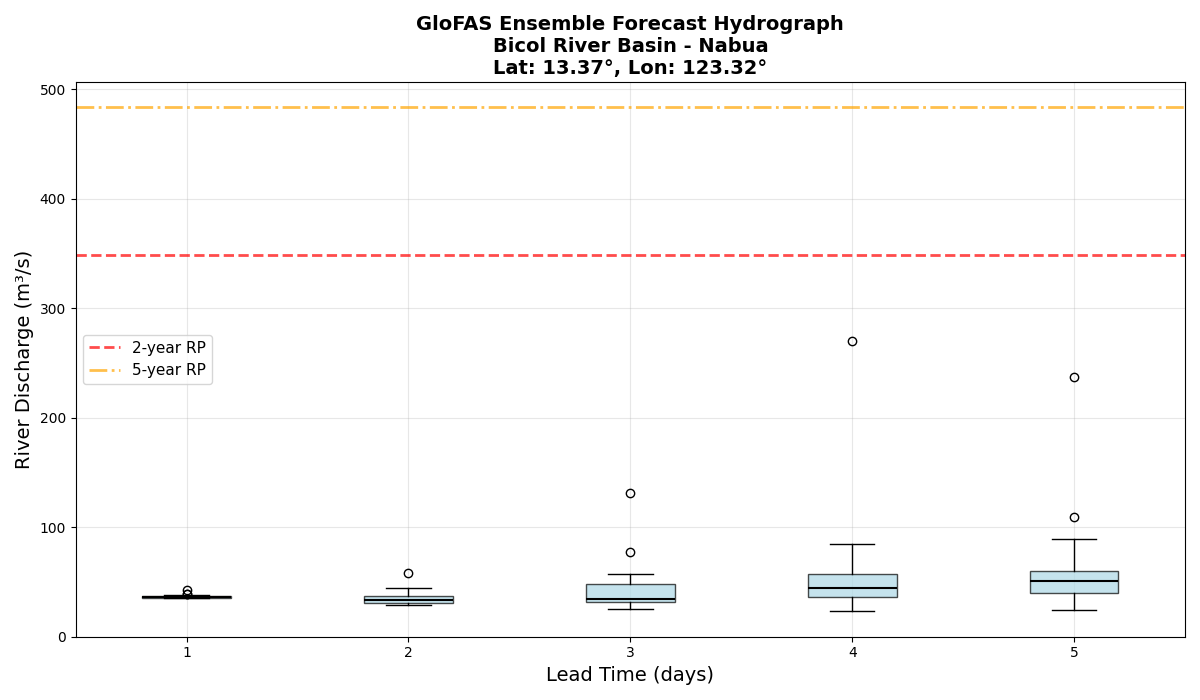 GloFAS Ensemble Forecast Hydrograph
Bicol River Basin - Nabua
Lat: 13.37°, Lon: 123.32°
River Discharge (m³/s)
500
400
300
200
100
0
2-year RP
5-year RP
1 2 3 4 5
Lead Time (days)